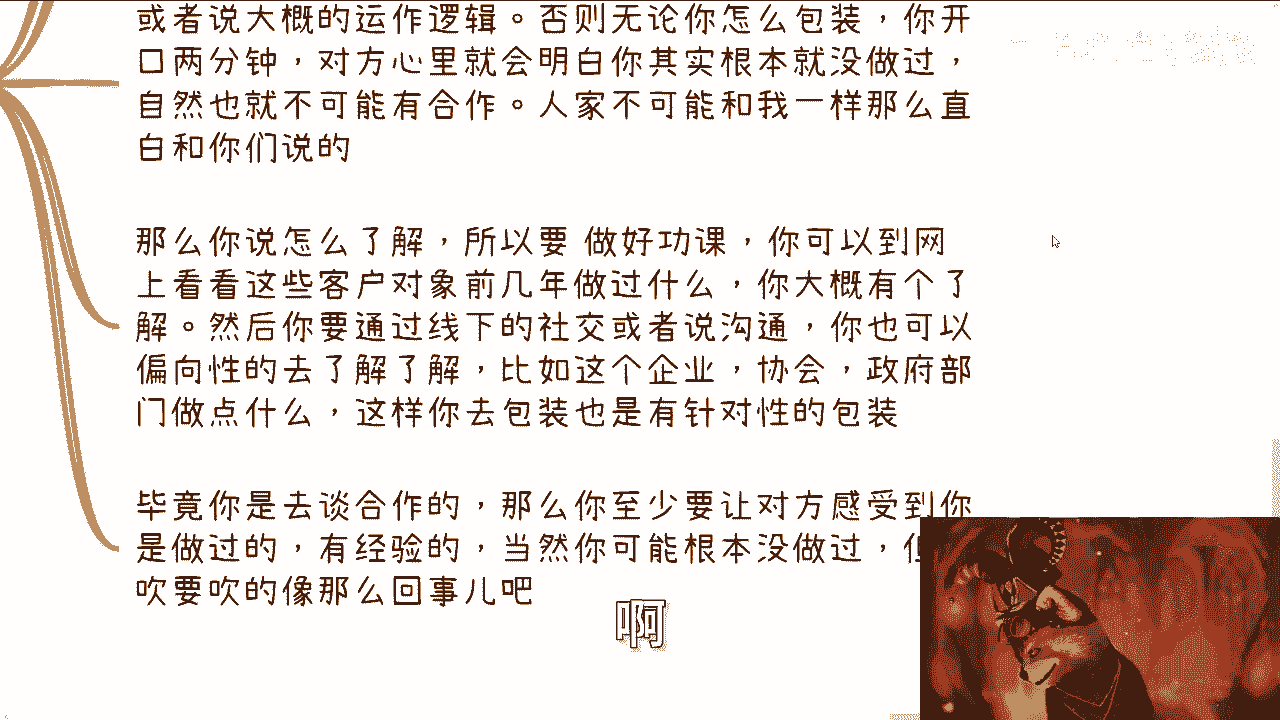 或者说大概的运作逻辑。否则无论你怎么包装，你开
口两分钟，对方心里就会明白你其实根本就没做过，
自然也就不可能有合作。人家不可能和我一样那么直
白和你们说的
那么你说怎么了解，所以要 做好功课，你可以到网
上看看这些客户对象前几年做过什么，你大概有个了
解。然后你要通过线下的社交或者说沟通，你也可以
偏向性的去了解了解，比如这个企业，协会，政府部
门做点什么，这样你去包装也是有针对性的包装
毕竟你是去谈合作的，那么你至少要让对方感受到你
是做过的，有经验的，当然你可能根本没做过，
吹要吹的像那么回事儿吧
啊